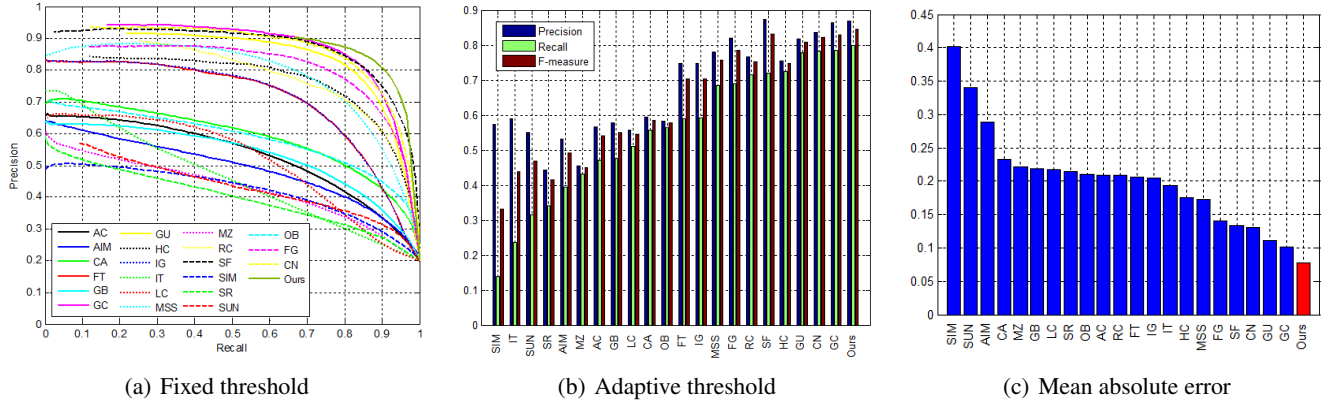 1
0.9
0.8
0.7
0.6
0.5
0.4
0.3
0.2
0.1
0
Precision
0 0.1 0.2 0.3 0.4 0.5 0.6 0.7 0.8 0.9 1
Recall
AC
AIM
CA
FT
GB
GC
GU
HC
IG
IT
LC
MSS
MZ
RC
SF
SIM
SR
SUN
OB
FG
CN
Ours
(a) Fixed threshold
0.9
0.8
0.7
0.6
0.5
0.4
0.3
0.2
0.1
0
Precision
Recall
F-measure
SIM
IT
SUN
SR
AIM
MZ
AC
GB
LC
CA
OB
FT
IG
MSS
FG
RC
SF
HC
GU
CN
GC
Ours
(b) Adaptive threshold
0.45
0.4
0.35
0.3
0.25
0.2
0.15
0.1
0.05
0
SIM
SUN
AIM
CA
MZ
GB
LC
SR
OB
AC
RC
FT
IG
IT
HC
MSS
FG
SF
CN
GU
GC
Ours
(c) Mean absolute error